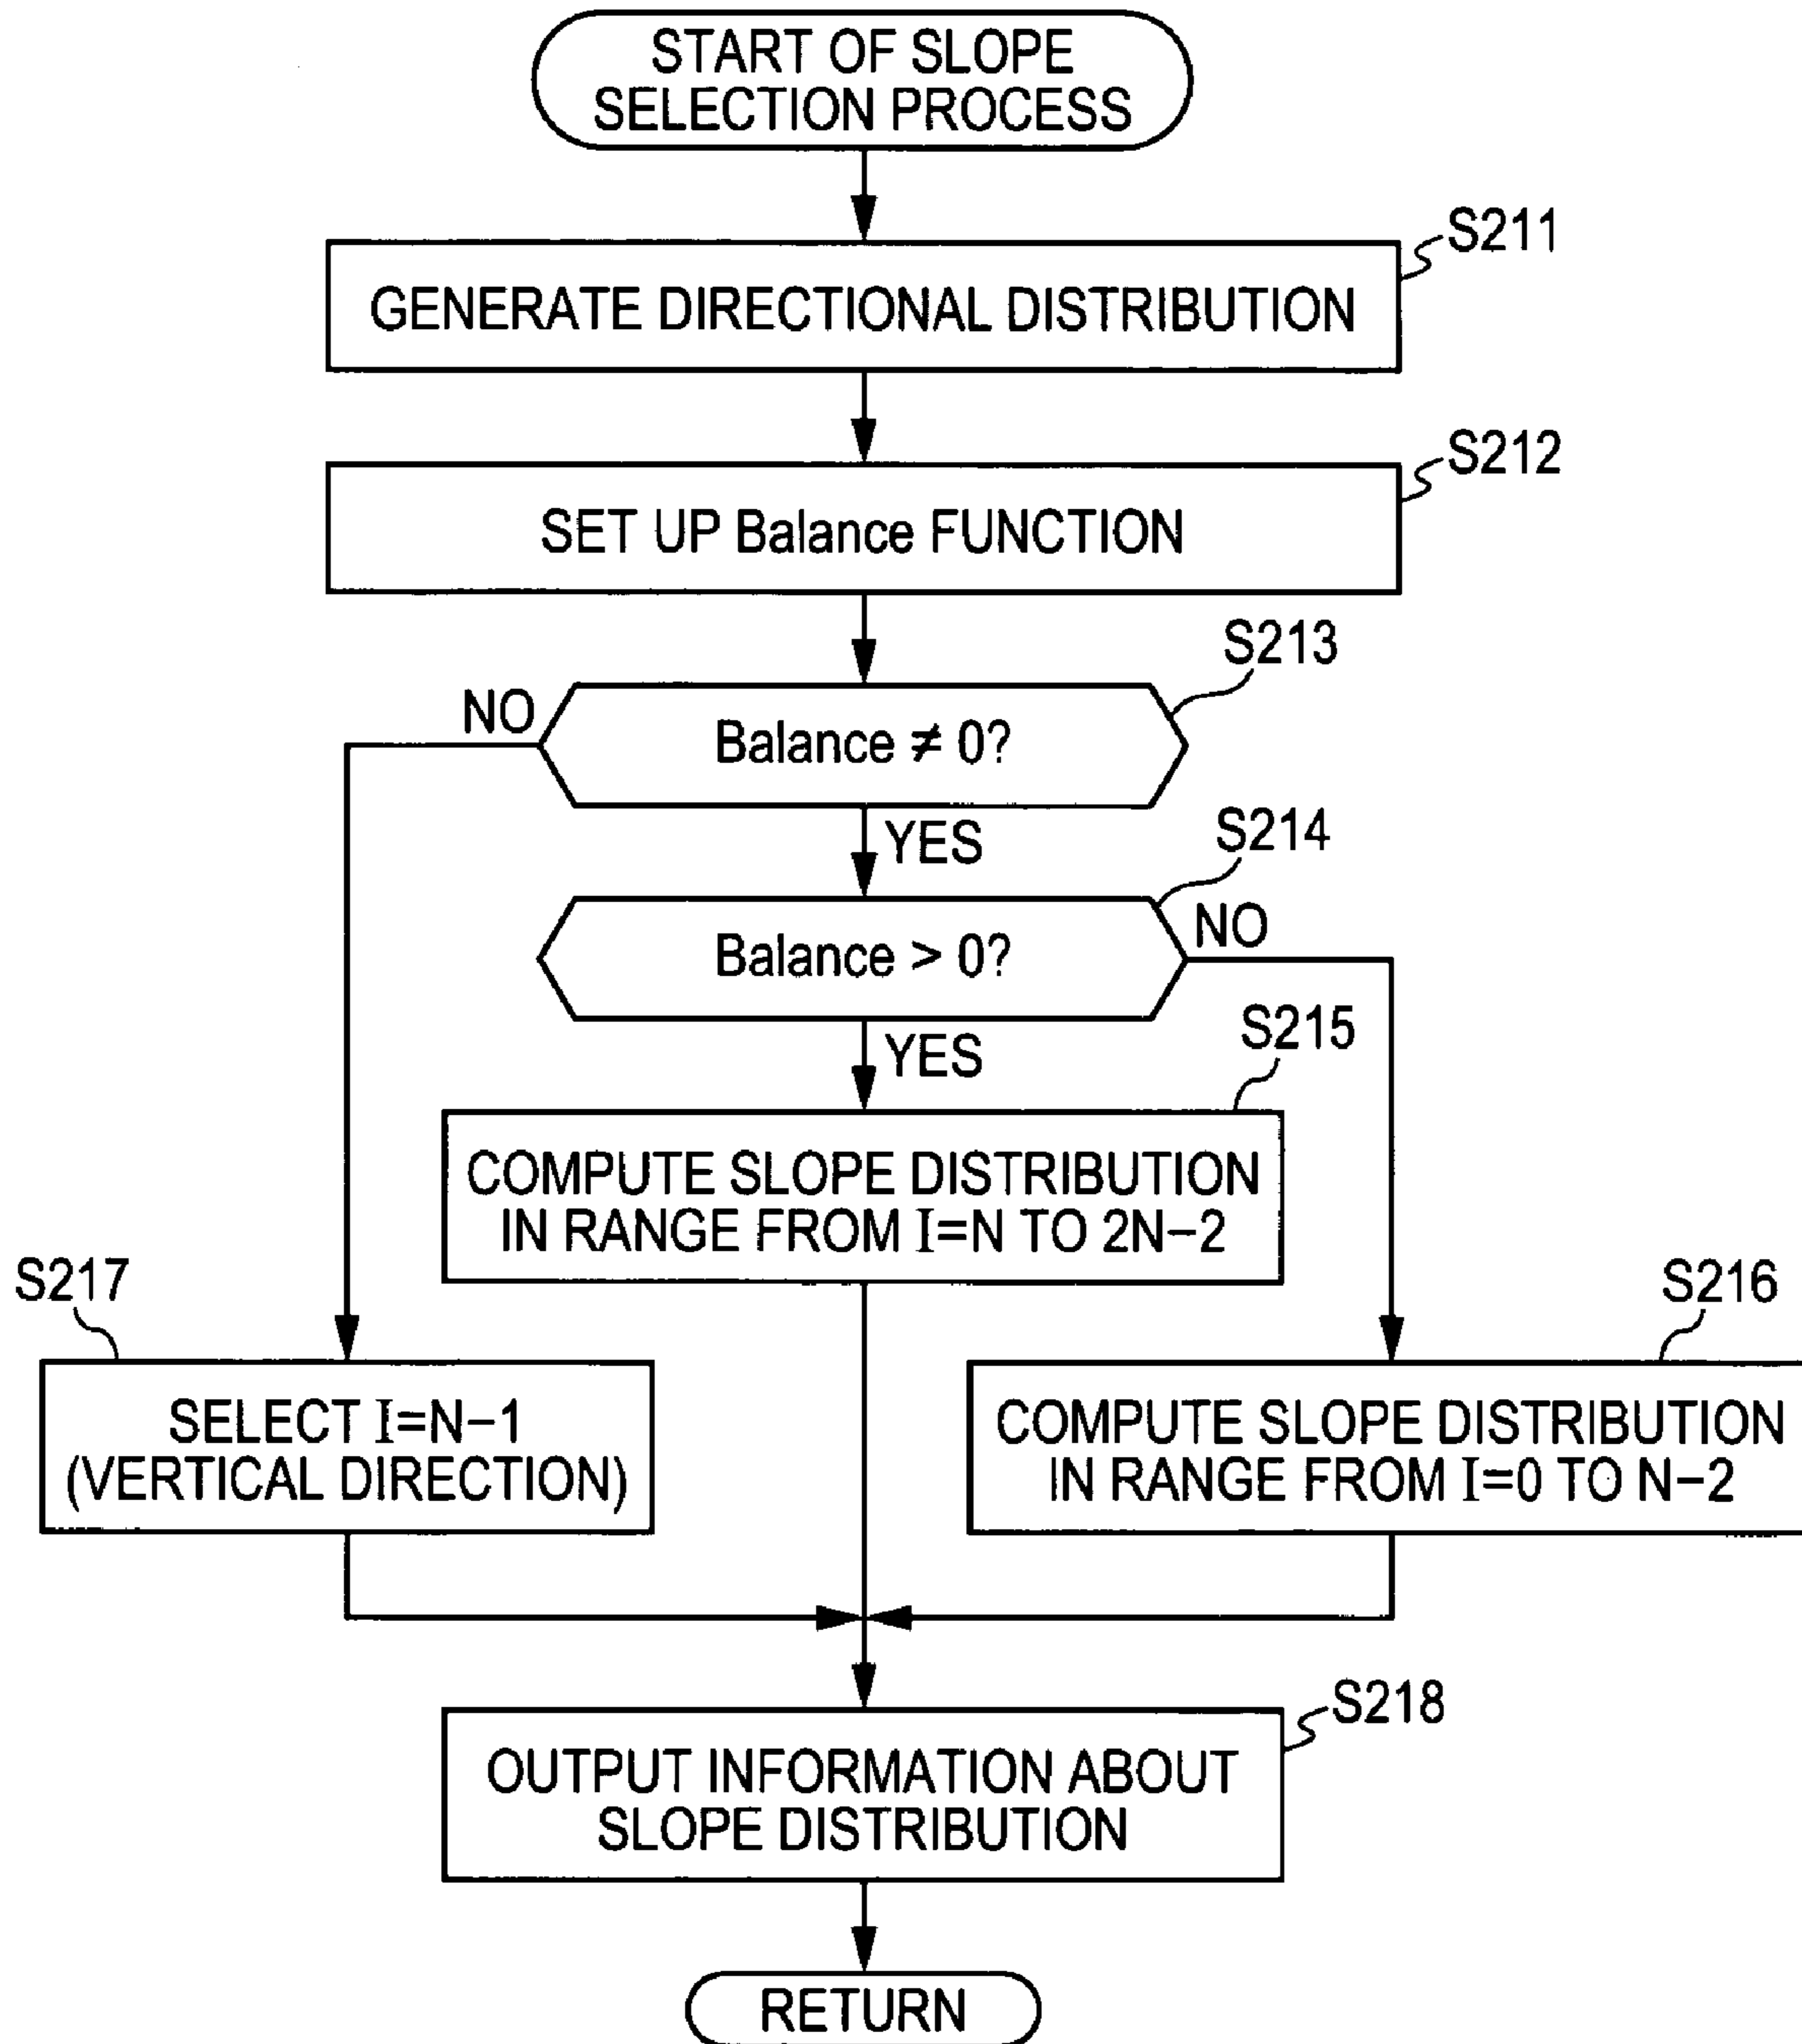 START OF SLOPE
SELECTION PROCESS
S211
GENERATE DIRECTIONAL DISTRIBUTION
S212
SET UP Balance FUNCTION
S213
NO
Balance ≠ 0?
YES
S214
NO
Balance > 0?
YES
S215
COMPUTE SLOPE DISTRIBUTION
IN RANGE FROM I=N TO 2N−2
S217
SELECT I=N−1
(VERTICAL DIRECTION)
S216
COMPUTE SLOPE DISTRIBUTION
IN RANGE FROM I=0 TO N−2
S218
OUTPUT INFORMATION ABOUT
SLOPE DISTRIBUTION
RETURN